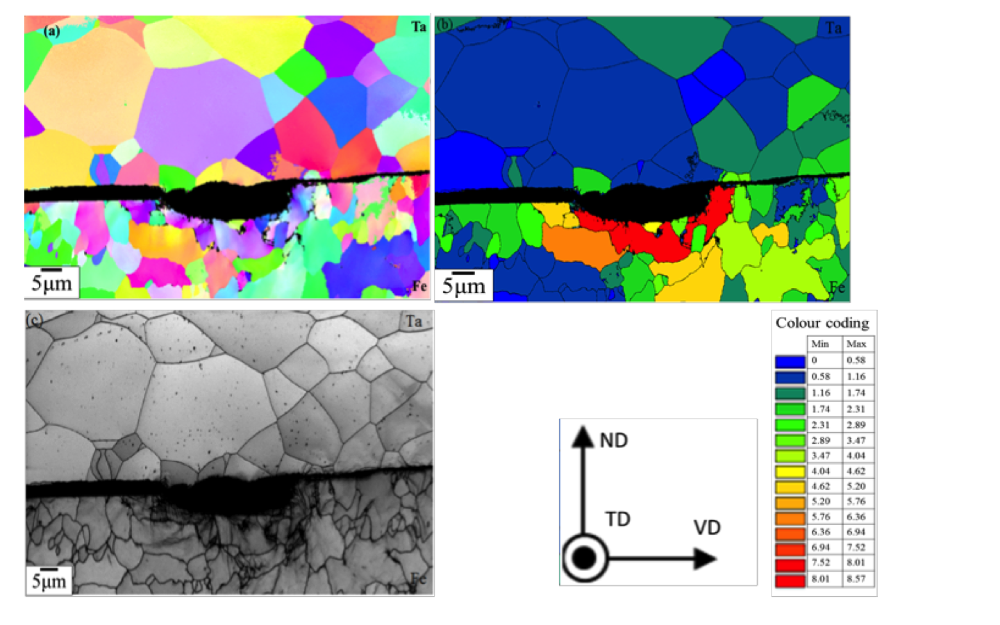 (a)
Ta
5µm
Fe
(b)
Ta
5µm
Fe
(c)
Ta
5µm
Fe
ND
TD
VD
Colour coding
Min Max
0 0.58
0.58 1.16
1.16 1.74
1.74 2.31
2.31 2.89
2.89 3.47
3.47 4.04
4.04 4.62
4.62 5.20
5.20 5.76
5.76 6.36
6.36 6.94
6.94 7.52
7.52 8.01
8.01 8.57